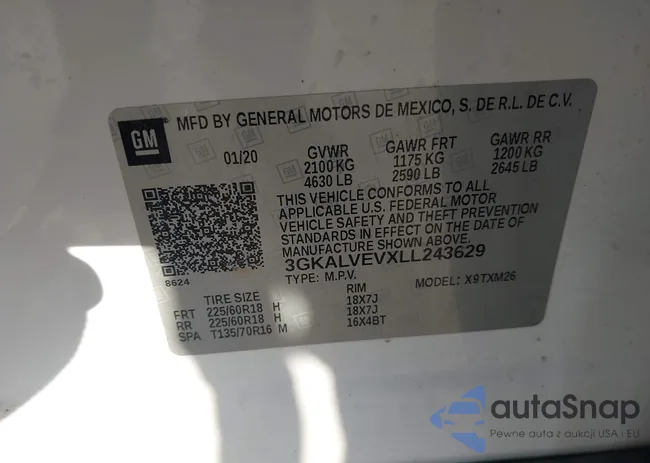 GM
MFD BY GENERAL MOTORS DE MEXICO, S. DE R.L. DE C.V.
01/20 GVWR GAWR FRT GAWR RR
2100 KG 1175 KG 1200 KG
4630 LB 2590 LB 2645 LB
THIS VEHICLE CONFORMS TO ALL
APPLICABLE U.S. FEDERAL MOTOR
VEHICLE SAFETY AND THEFT PREVENTION
STANDARDS IN EFFECT ON THE DATE OF
MANUFACTURE SHOWN ABOVE.
3GKALVEVXLL243629
TYPE: M.P.V. MODEL: X9TXM26
8624
TIRE SIZE RIM
FRT 225/60R18 H 18X7J
RR 225/60R18 H 18X7J
SPA T135/70R16 M 16X4BT
autaSnap
Pewne auta z aukcji USA i EU